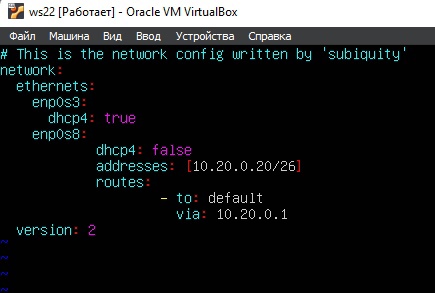 ws22 [Работает] - Oracle VM VirtualBox
Файл Машина Вид Ввод Устройства Справка
# This is the network config written by 'subiquity'
network:
  ethernets:
    enp0s3:
      dhcp4: true
    enp0s8:
            dhcp4: false
            addresses: [10.20.0.20/26]
            routes:
                    - to: default
                      via: 10.20.0.1
  version: 2
~
~
~